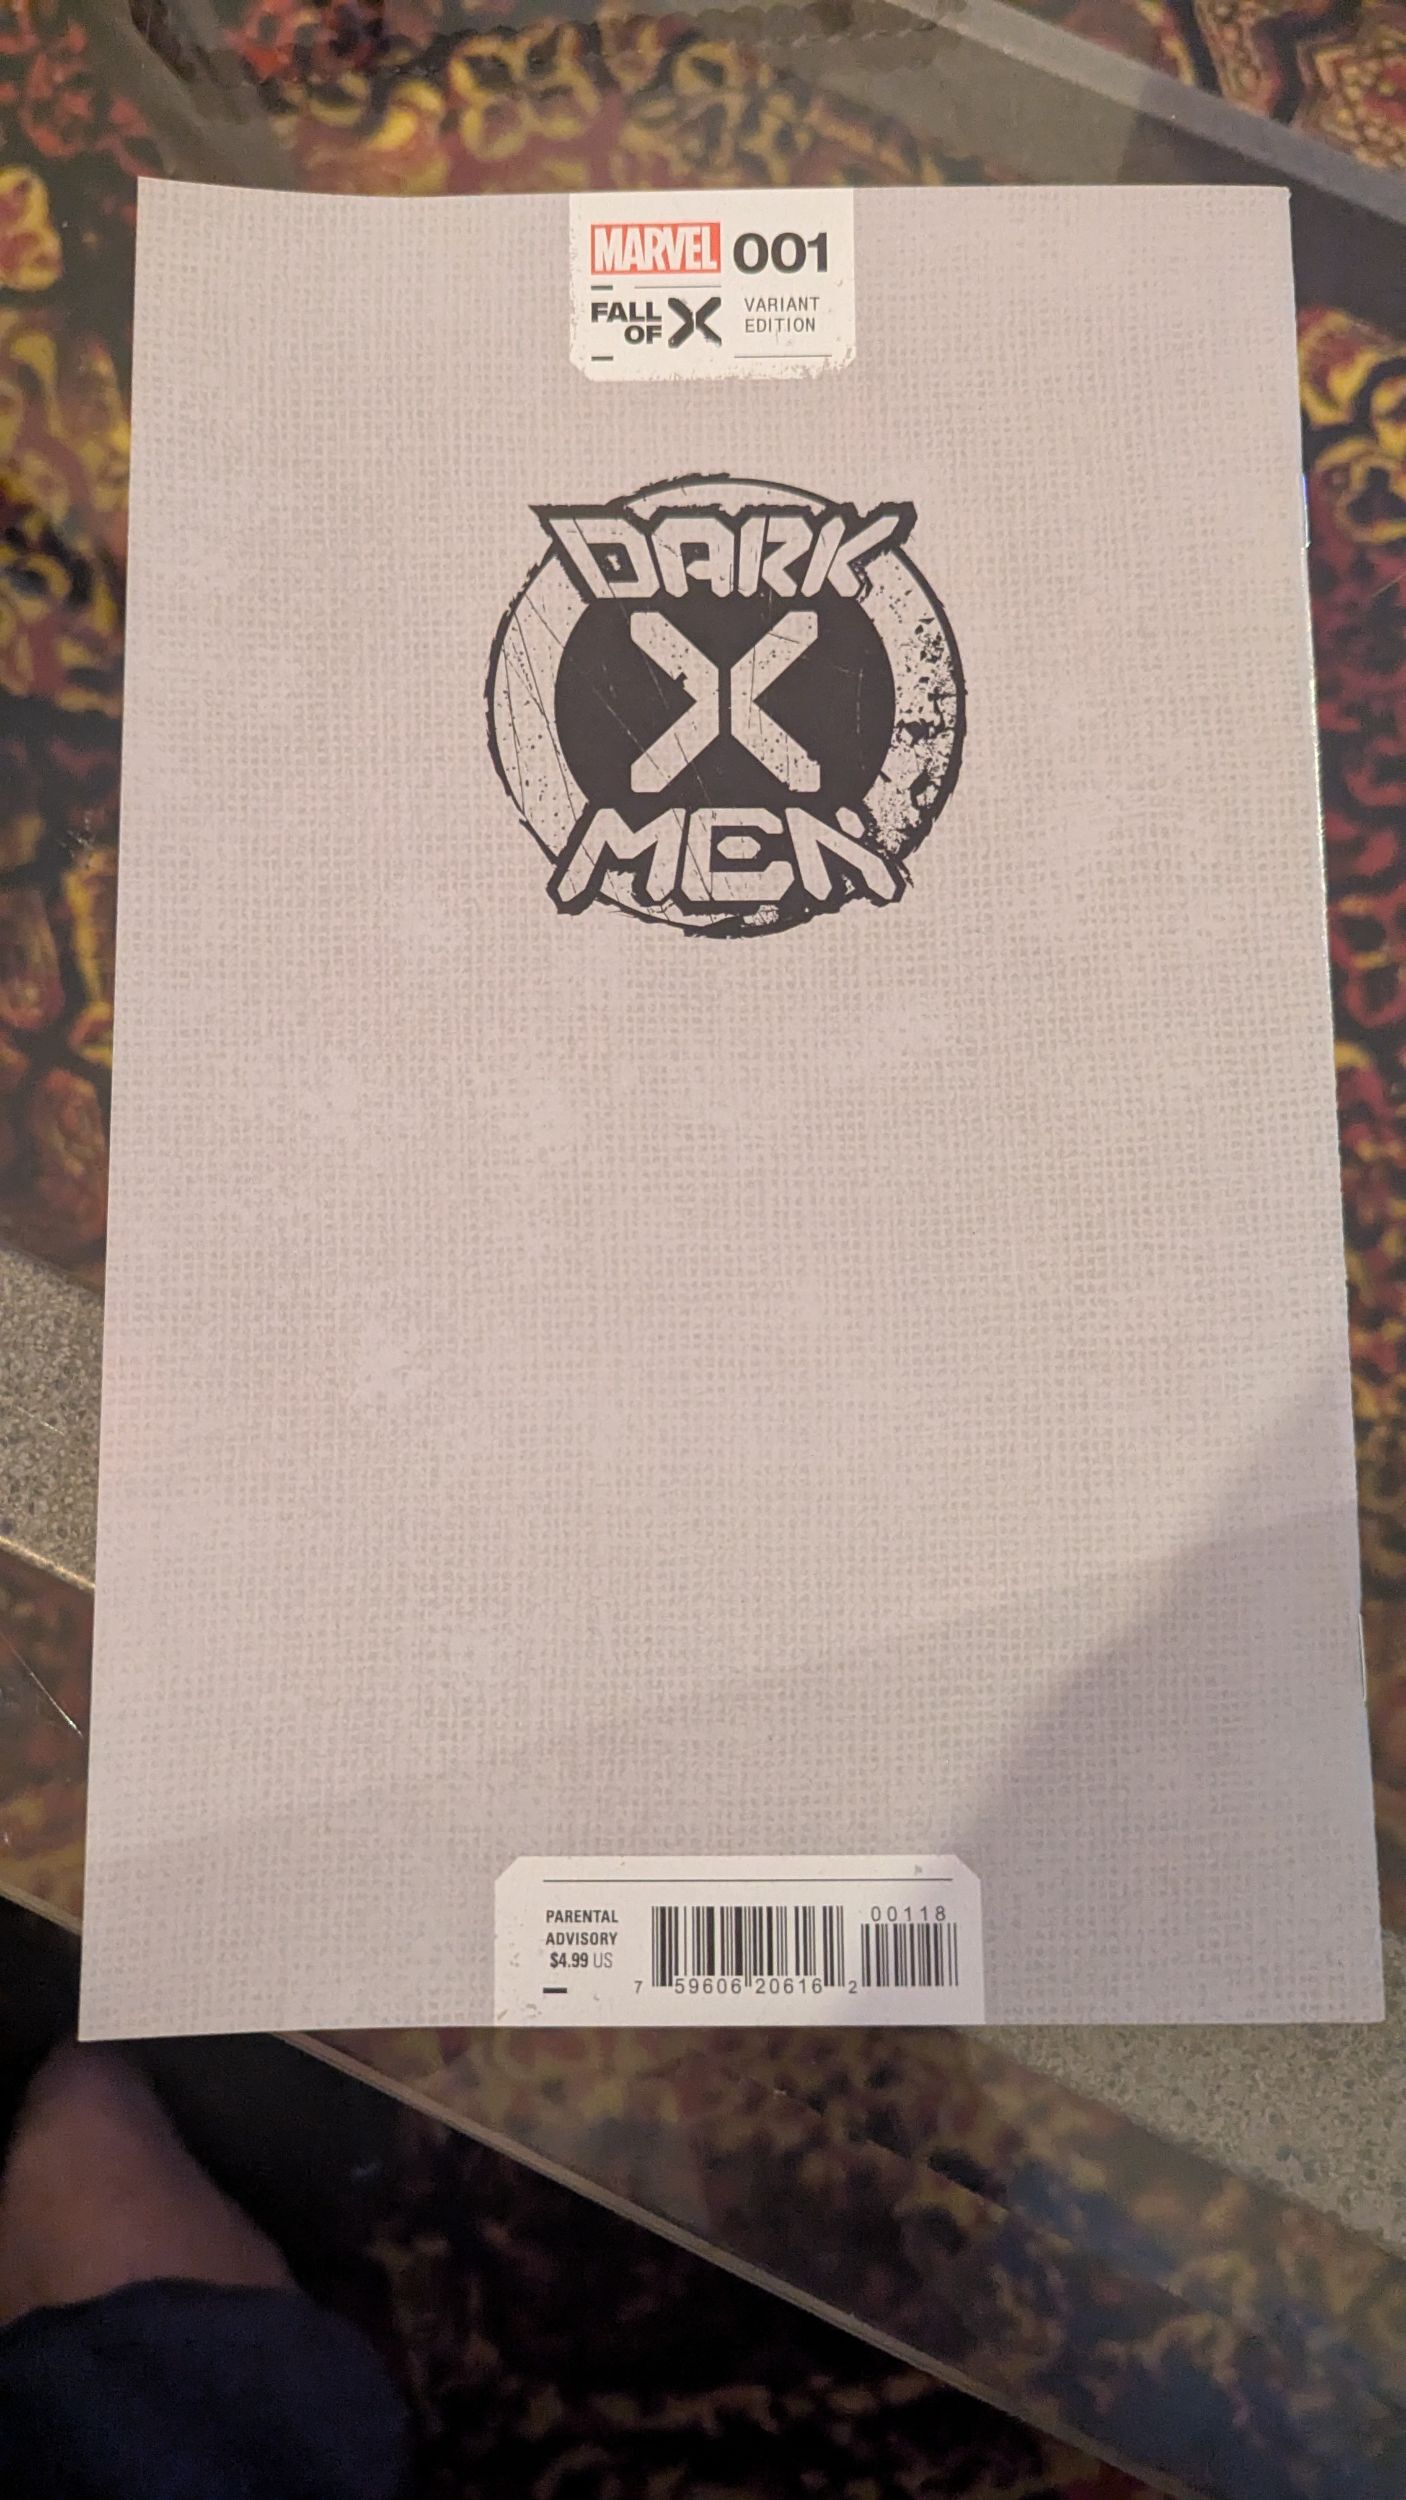 MARVEL 001
FALL OF X
VARIANT EDITION
DARK
X
MEN
PARENTAL
ADVISORY
$4.99 US
00118
7 59606 20616 2